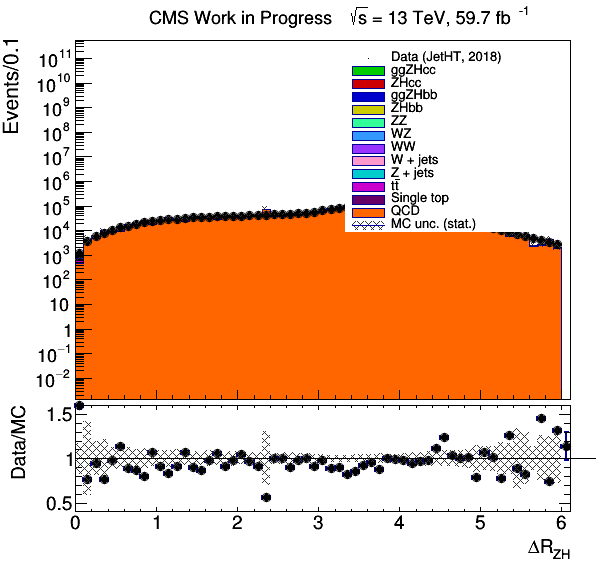 CMS Work in Progress √s = 13 TeV, 59.7 fb⁻¹
Events/0.1
10¹¹
10¹⁰
10⁹
10⁸
10⁷
10⁶
10⁵
10⁴
10³
10²
10
1
10⁻¹
10⁻²
Data (JetHT, 2018)
ggZHcc
ZHcc
ggZHbb
ZHbb
ZZ
WZ
WW
W + jets
Z + jets
tt̄
Single top
QCD
MC unc. (stat.)
Data/MC
1.5
1
0.5
0 1 2 3 4 5 6
ΔR_ZH